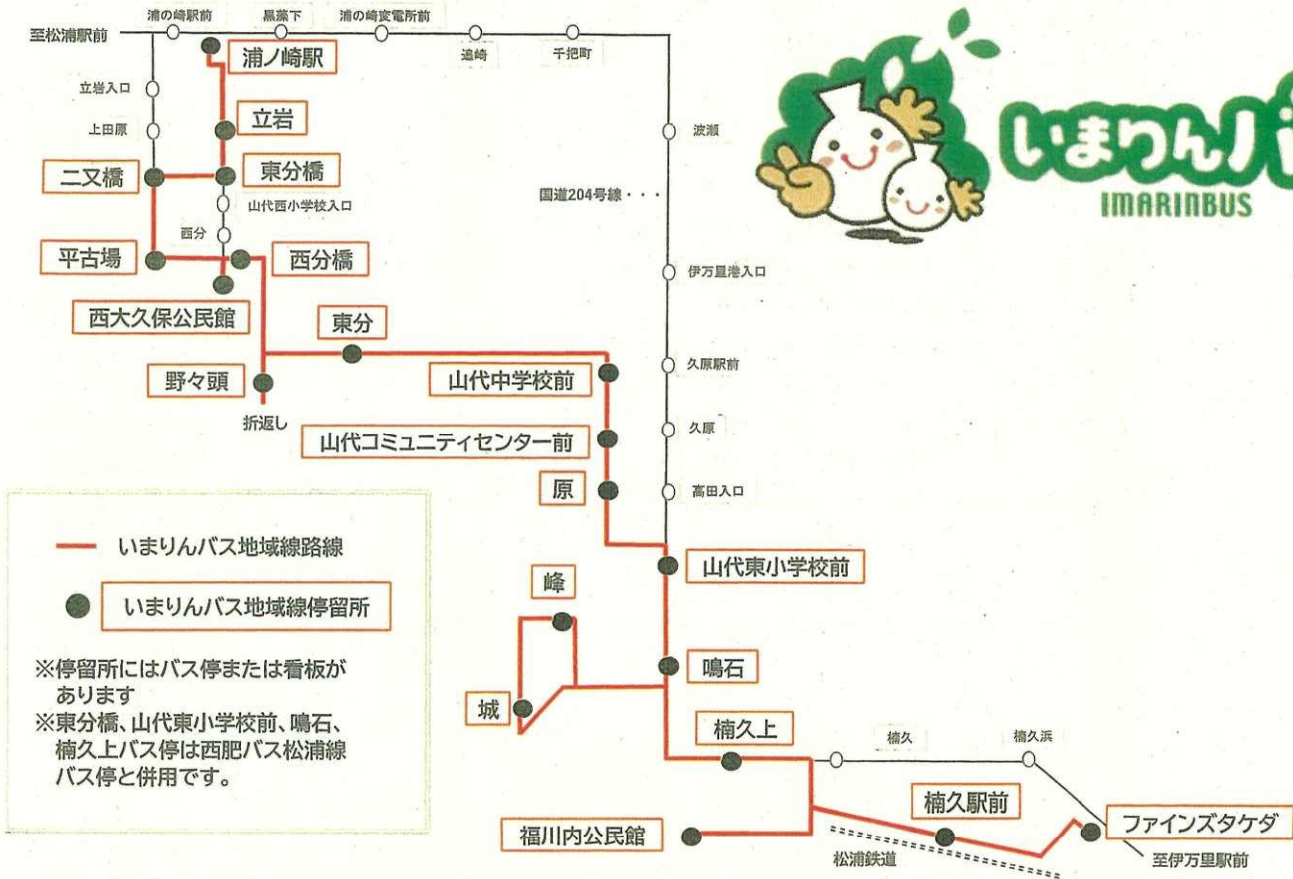 浦の崎駅前
黒藻下
浦の崎変電所前
至松浦駅前
追崎
千把町
浦ノ崎駅
立岩入口
立岩
上田原
波瀬
二又橋
東分橋
山代西小学校入口
国道204号線・・・
西分
平古場
西分橋
伊万里港入口
西大久保公民館
東分
久原駅前
野々頭
山代中学校前
折返し
山代コミュニティセンター前
久原
原
高田入口
いまりんバス
IMARINBUS
いまりんバス地域線路線
いまりんバス地域線停留所
※停留所にはバス停または看板が
あります
※東分橋、山代東小学校前、鳴石、
楠久上バス停は西肥バス松浦線
バス停と併用です。
山代東小学校前
峰
鳴石
城
楠久上
楠久
楠久浜
楠久駅前
ファインズタケダ
福川内公民館
松浦鉄道
至伊万里駅前